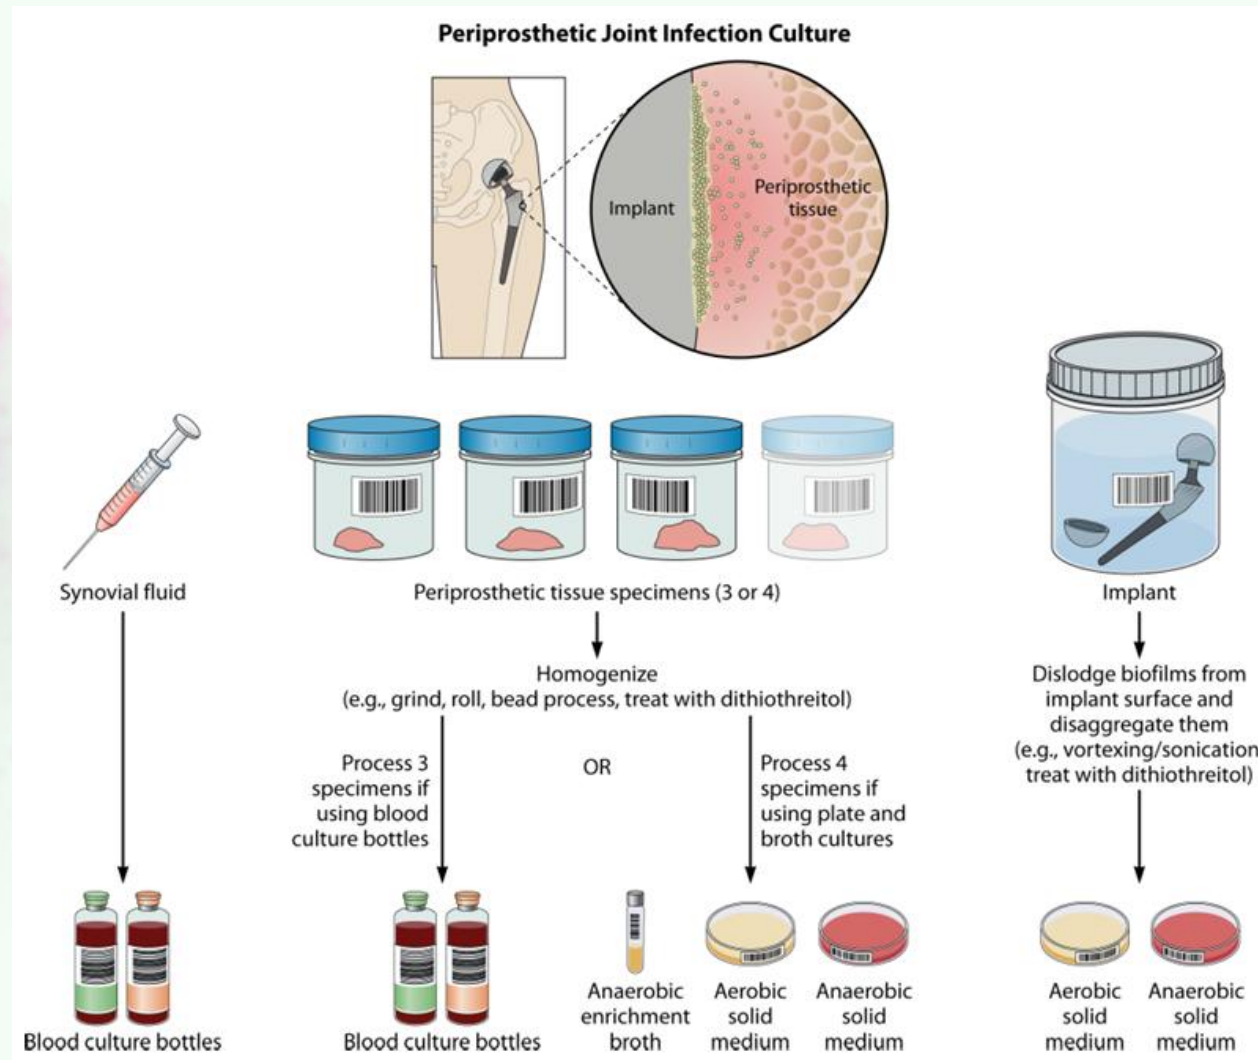 Periprosthetic Joint Infection Culture
Implant
Periprosthetic
tissue
Synovial fluid
Periprosthetic tissue specimens (3 or 4)
Implant
Homogenize
(e.g., grind, roll, bead process, treat with dithiothreitol)
Dislodge biofilms from
implant surface and
disaggregate them
(e.g., vortexing/sonication
treat with dithiothreitol)
Process 3
specimens if
using blood
culture bottles
OR
Process 4
specimens if
using plate and
broth cultures
Blood culture bottles
Blood culture bottles
Anaerobic
enrichment
broth
Aerobic
solid
medium
Anaerobic
solid
medium
Aerobic
solid
medium
Anaerobic
solid
medium